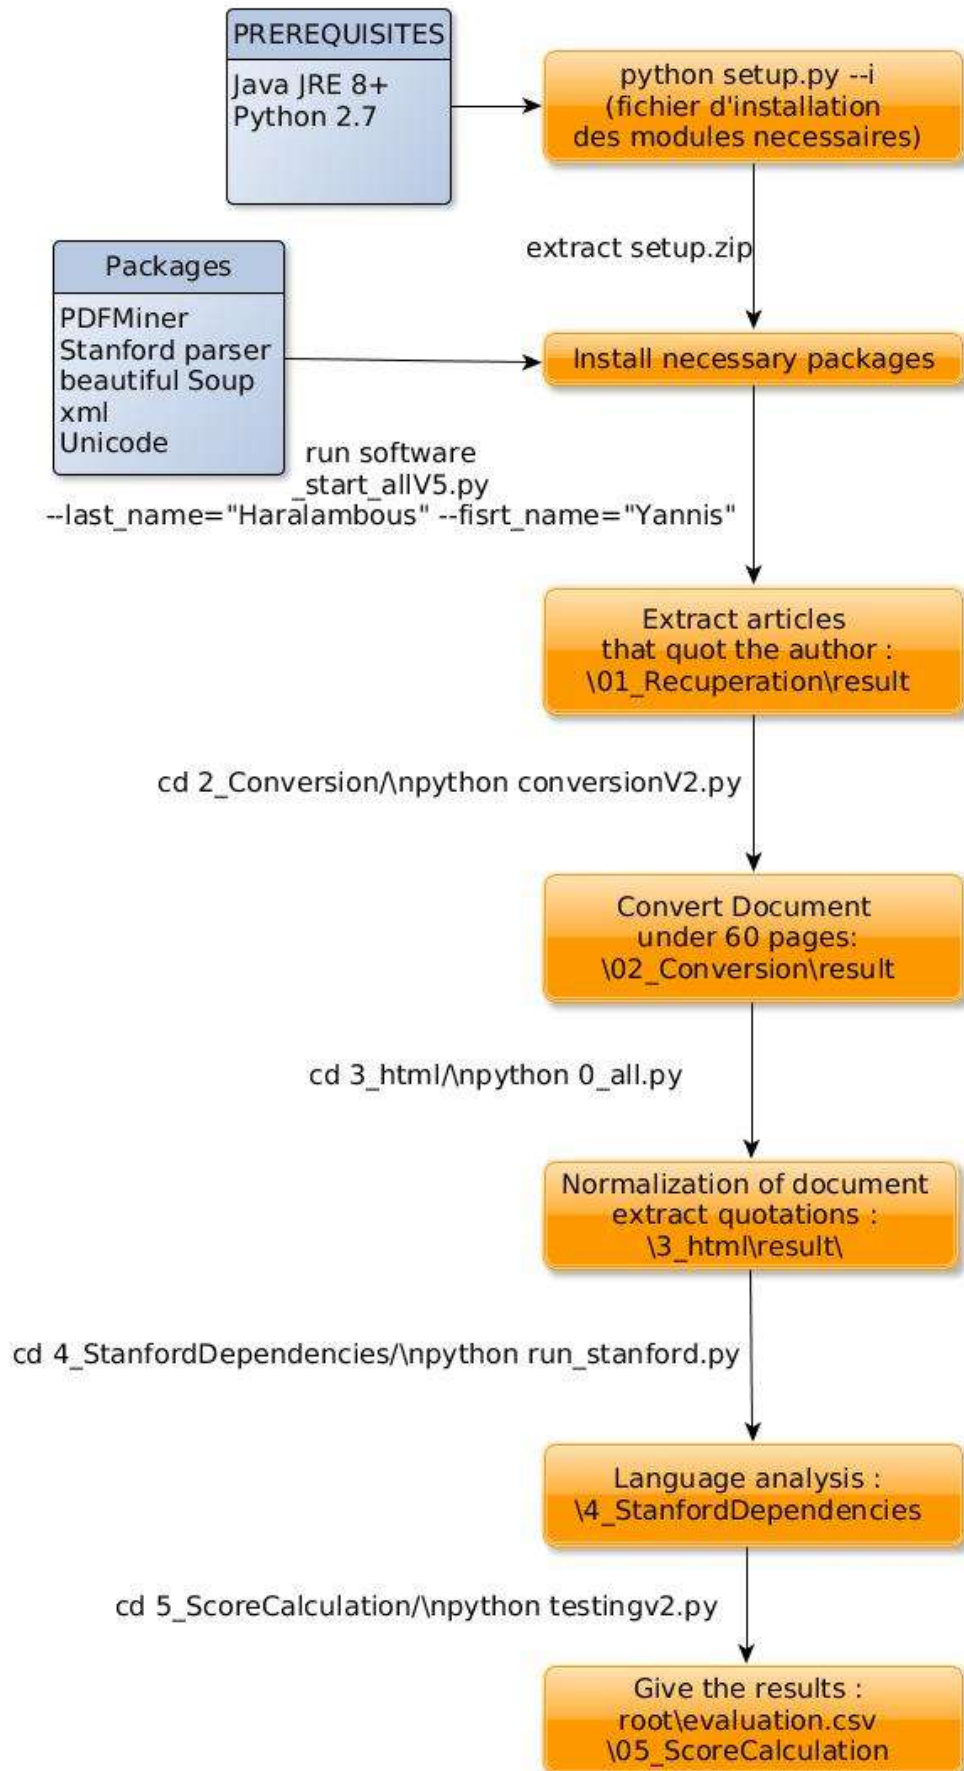 PREREQUISITES
Java JRE 8+
Python 2.7
python setup.py --i
(fichier d'installation
des modules necessaires)
extract setup.zip
Packages
PDFMiner
Stanford parser
beautiful Soup
xml
Unicode
Install necessary packages
run software
_start_allV5.py
--last_name="Haralambous" --fisrt_name="Yannis"
Extract articles
that quot the author :
\01_Recuperation\result
cd 2_Conversion/\npython conversionV2.py
Convert Document
under 60 pages:
\02_Conversion\result
cd 3_html/\npython 0_all.py
Normalization of document
extract quotations :
\3_html\result\
cd 4_StanfordDependencies/\npython run_stanford.py
Language analysis :
\4_StanfordDependencies
cd 5_ScoreCalculation/\npython testingv2.py
Give the results :
root\evaluation.csv
\05_ScoreCalculation